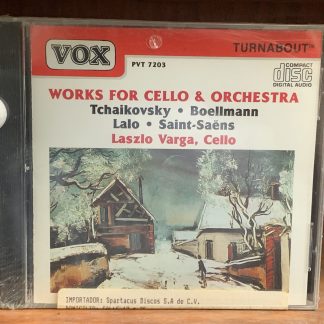 VOX
TURNABOUT™
PVT 7203
COMPACT
disc
DIGITAL AUDIO
WORKS FOR CELLO & ORCHESTRA
Tchaikovsky • Boellmann
Lalo • Saint-Saëns
Laszlo Varga, Cello
IMPORTADOR: Spartacus Discos S.A de C.V.